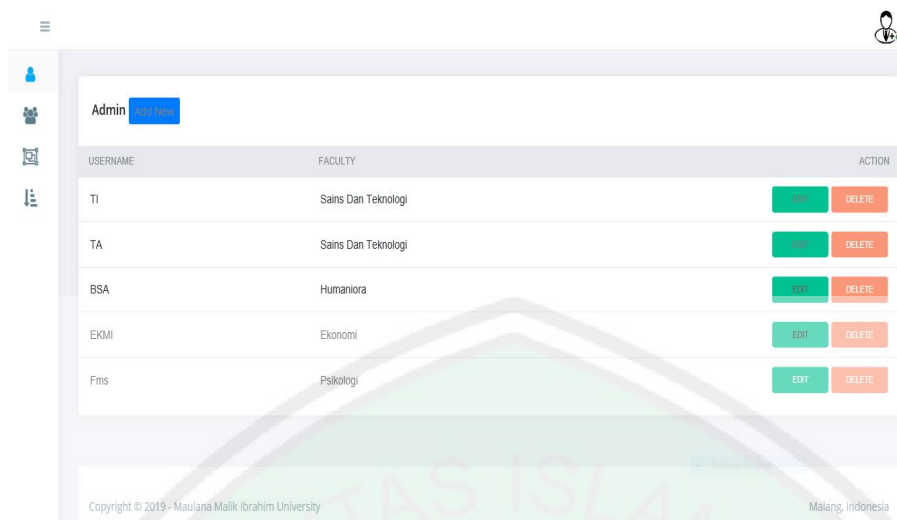 Admin Add New
USERNAME FACULTY ACTION
TI Sains Dan Teknologi EDIT DELETE
TA Sains Dan Teknologi EDIT DELETE
BSA Humaniora EDIT DELETE
EKMI Ekonomi EDIT DELETE
Fms Psikologi EDIT DELETE
TAS ISLA
Copyright © 2019 - Maulana Malik Ibrahim University Malang, Indonesia